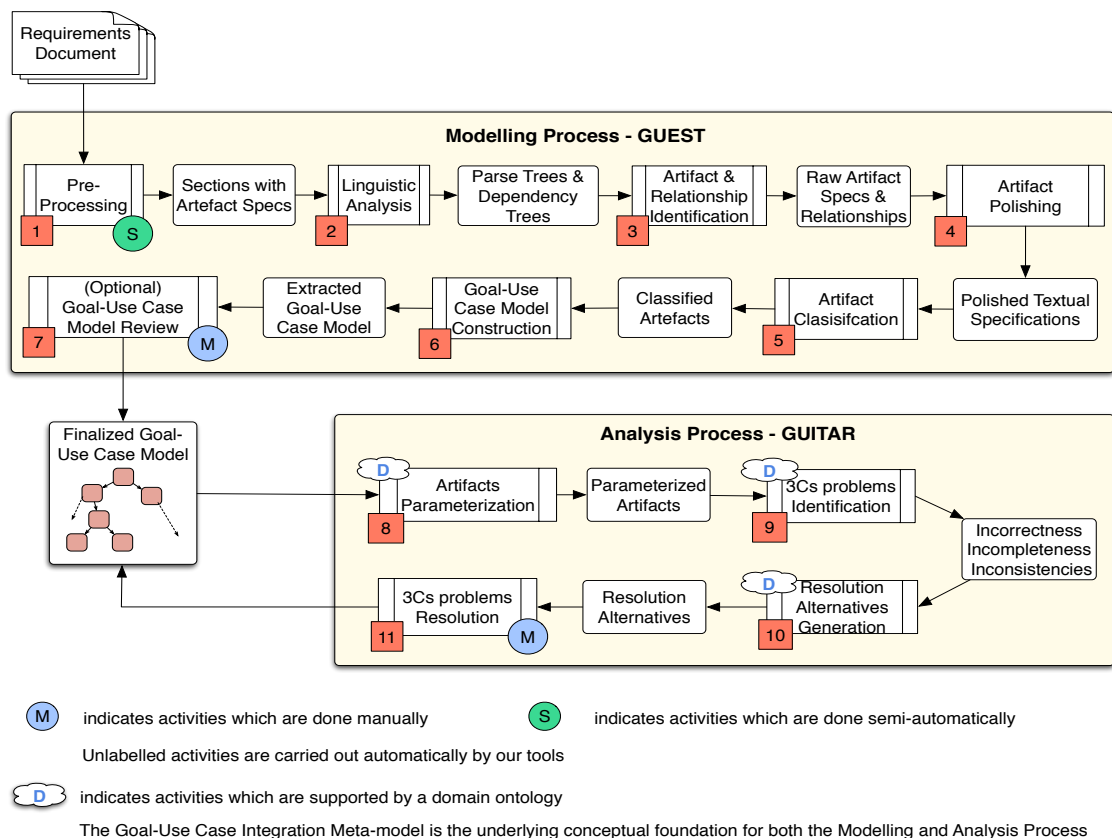 Requirements
Document
Modelling Process - GUEST
Pre-
Processing
1
S
Sections with
Artefact Specs
Linguistic
Analysis
2
Parse Trees &
Dependency
Trees
Artifact &
Relationship
Identification
3
Raw Artifact
Specs &
Relationships
Artifact
Polishing
4
(Optional)
Goal-Use Case
Model Review
7
M
Extracted
Goal-Use
Case Model
Goal-Use
Case Model
Construction
6
Classified
Artefacts
Artifact
Clasisifcation
5
Polished Textual
Specifications
Finalized Goal-
Use Case Model
Analysis Process - GUITAR
D
Artifacts
Parameterization
8
Parameterized
Artifacts
D
3Cs problems
Identification
9
Incorrectness
Incompleteness
Inconsistencies
3Cs problems
Resolution
11
M
Resolution
Alternatives
D
Resolution
Alternatives
Generation
10
M indicates activities which are done manually
S indicates activities which are done semi-automatically
Unlabelled activities are carried out automatically by our tools
D indicates activities which are supported by a domain ontology
The Goal-Use Case Integration Meta-model is the underlying conceptual foundation for both the Modelling and Analysis Process